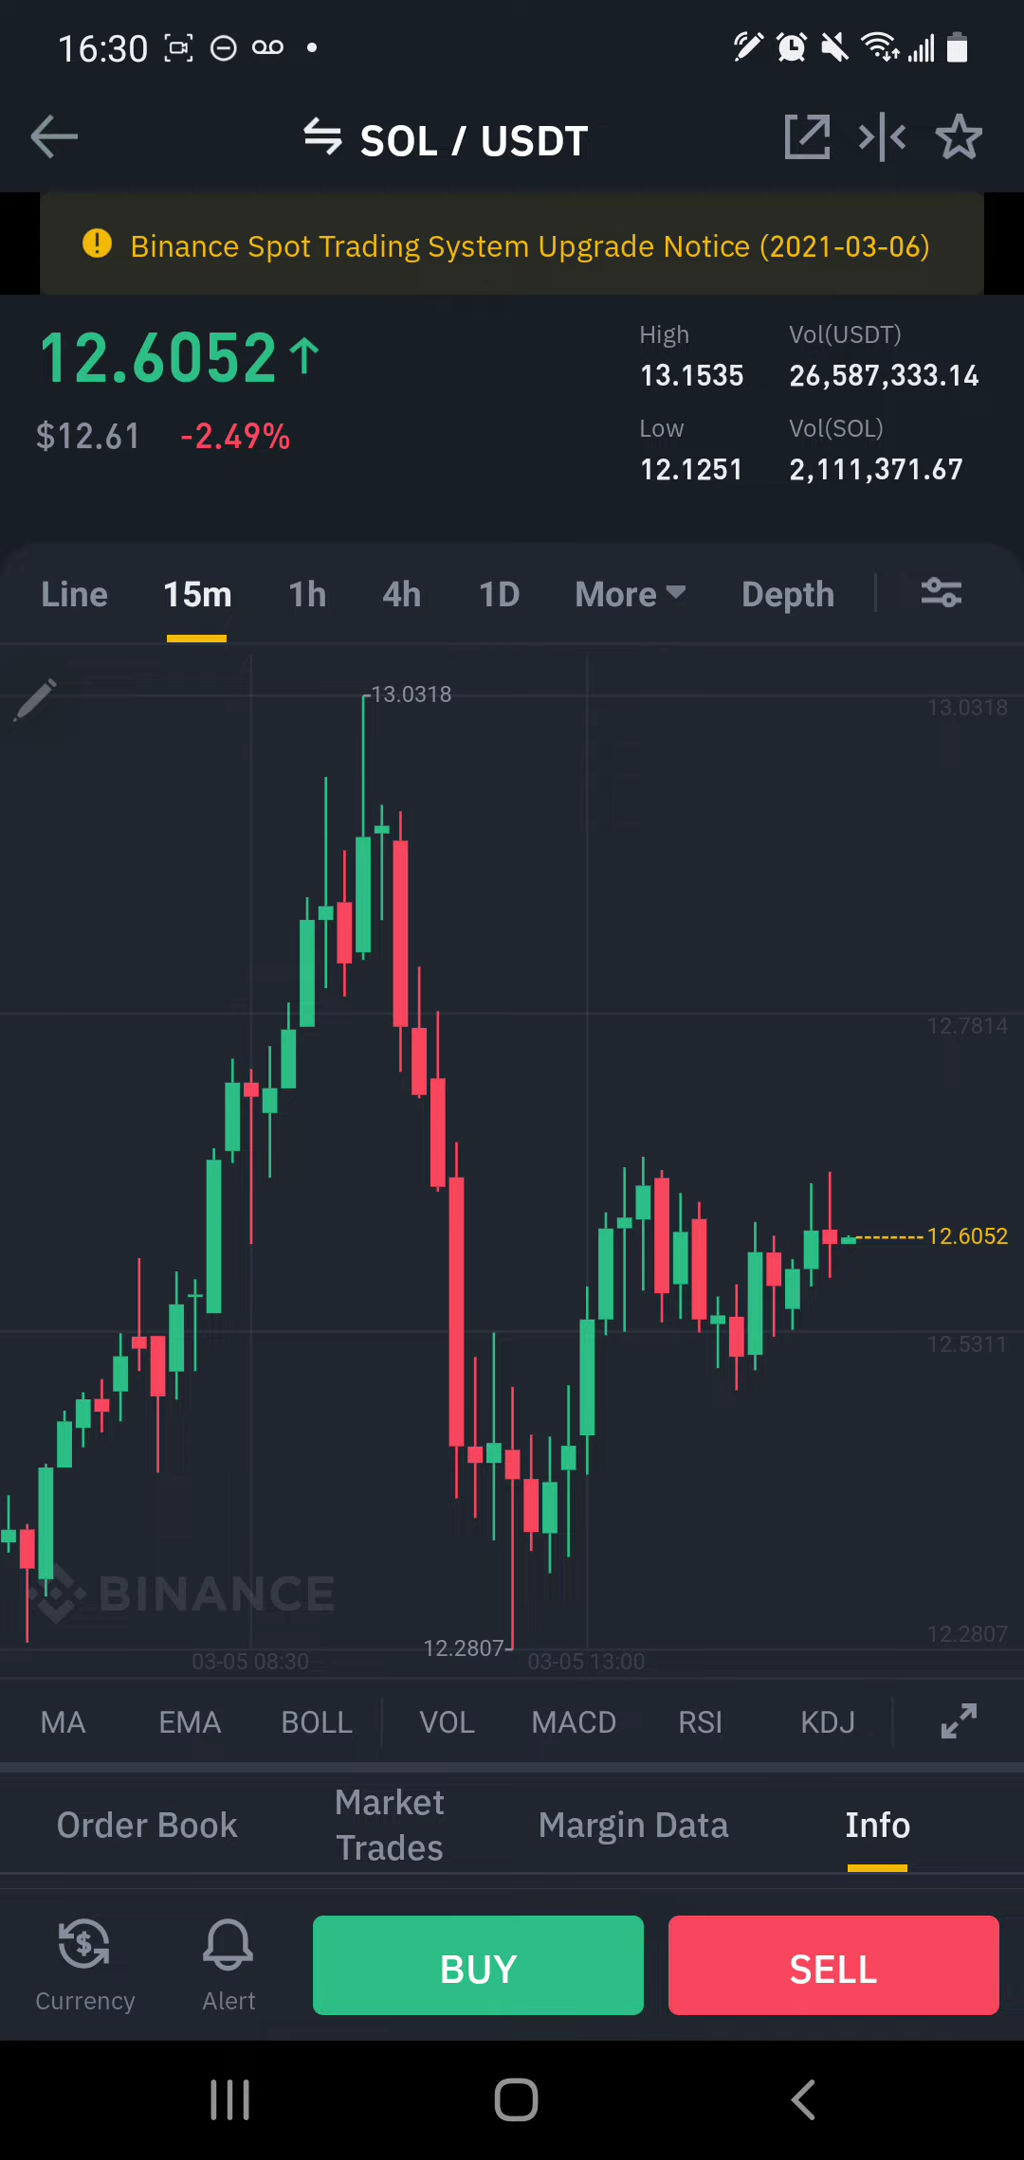 16:30
SOL / USDT
Binance Spot Trading System Upgrade Notice (2021-03-06)
12.6052
$12.61 -2.49%
High Vol(USDT)
13.1535 26,587,333.14
Low Vol(SOL)
12.1251 2,111,371.67
Line 15m 1h 4h 1D More Depth
13.0318
13.0318
12.7814
12.6052
12.5311
BINANCE
12.2807
12.2807
03-05 08:30 03-05 13:00
MA EMA BOLL VOL MACD RSI KDJ
Order Book
Market
Trades
Margin Data
Info
Currency
Alert
BUY
SELL